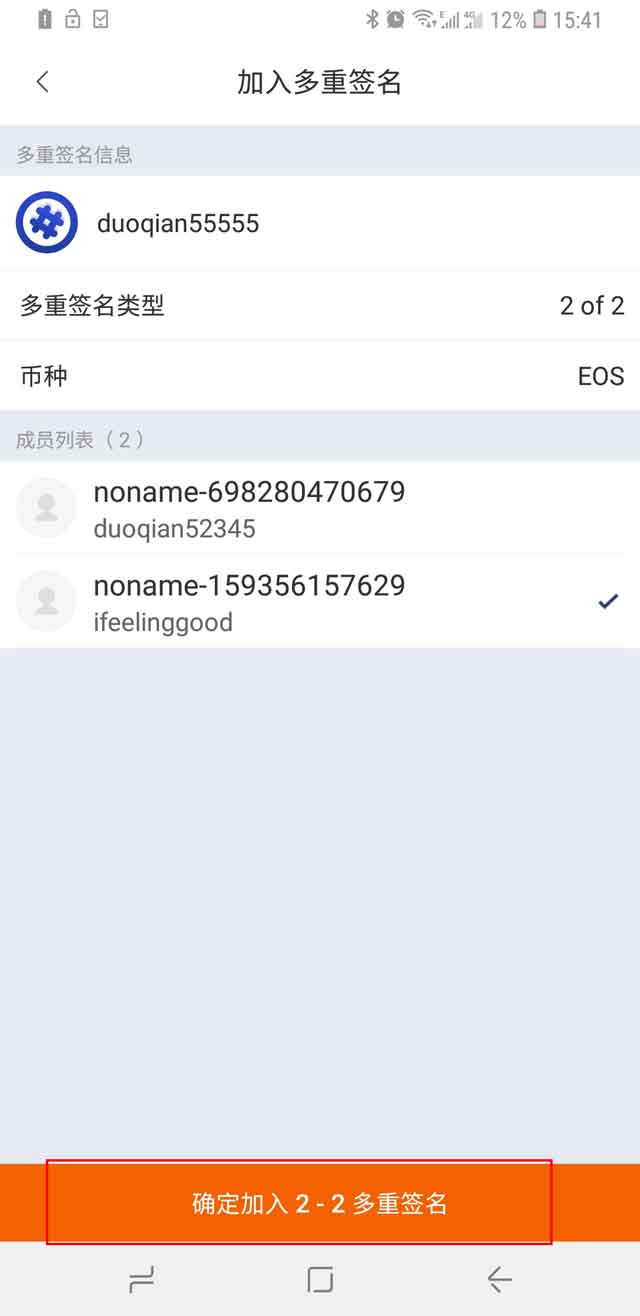 12% 15:41
加入多重签名
多重签名信息
duoqian55555
多重签名类型 2 of 2
币种 EOS
成员列表（2）
noname-698280470679
duoqian52345
noname-159356157629
ifeelinggood
确定加入 2 - 2 多重签名